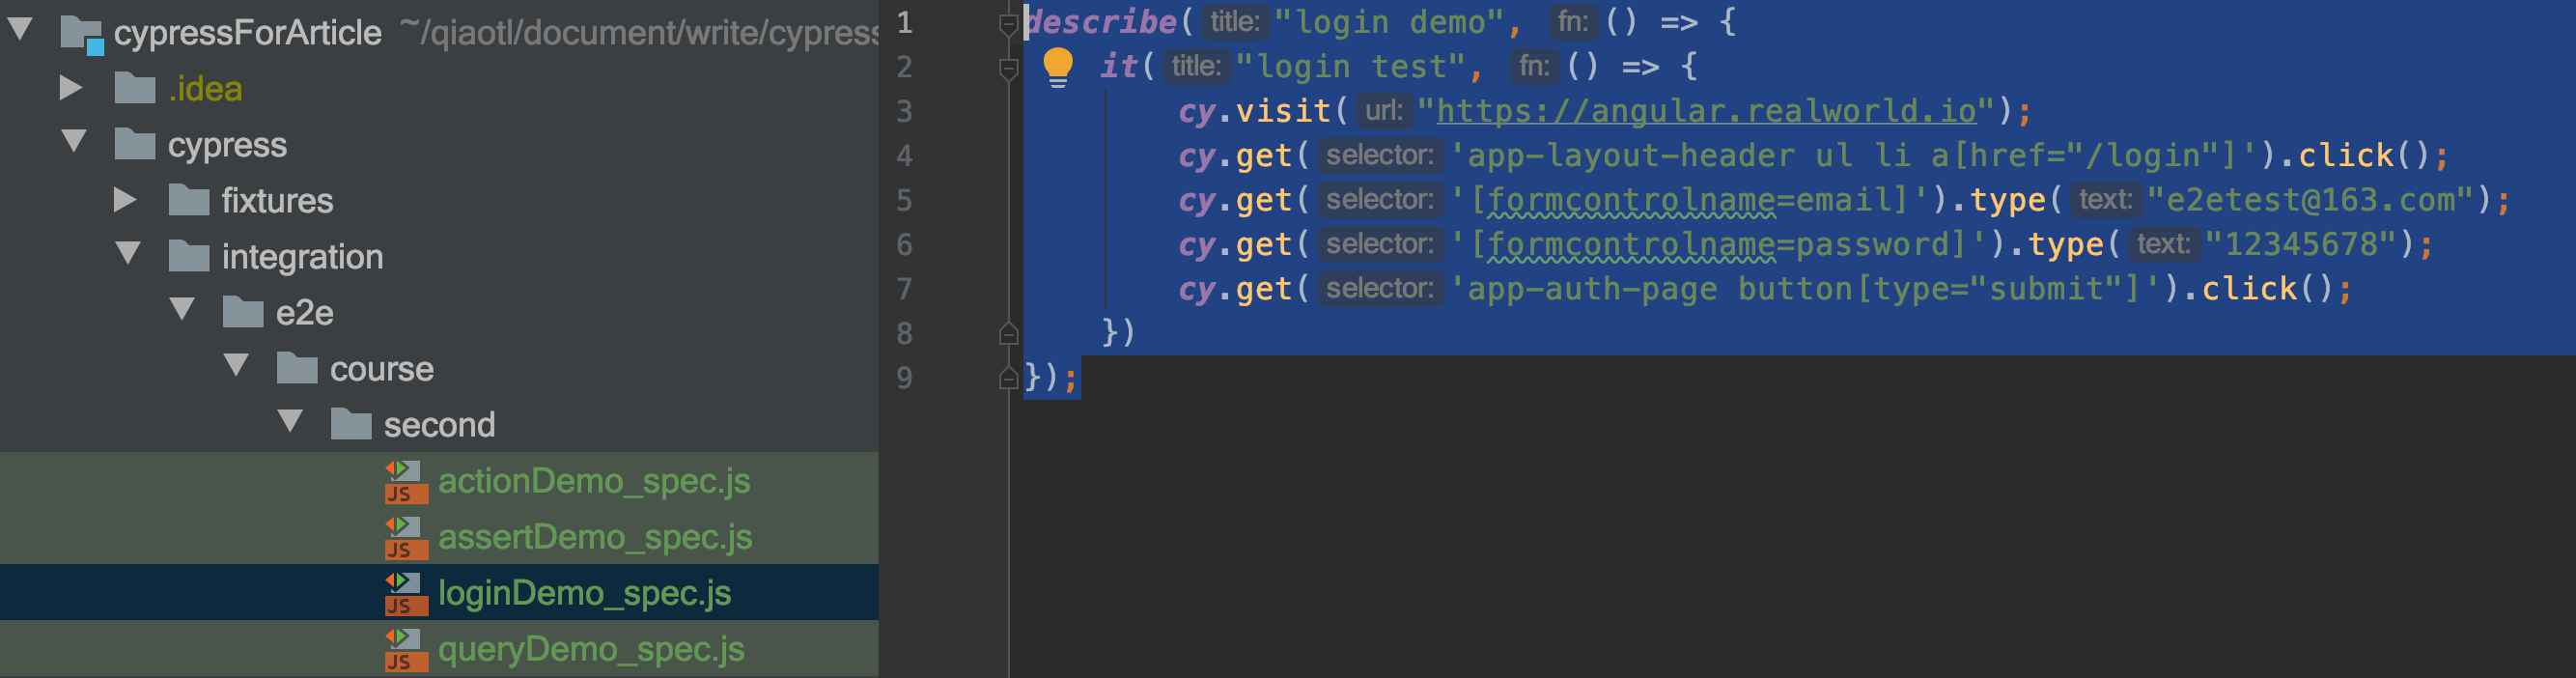 cypressForArticle ~/qiaotl/document/write/cypress
.idea
cypress
fixtures
integration
e2e
course
second
JS actionDemo_spec.js
JS assertDemo_spec.js
JS loginDemo_spec.js
JS queryDemo_spec.js
1 describe( title: "login demo", fn: () => {
2 it( title: "login test", fn: () => {
3 cy.visit( url: "https://angular.realworld.io");
4 cy.get( selector: 'app-layout-header ul li a[href="/login"]').click();
5 cy.get( selector: '[formcontrolname=email]').type( text: "e2etest@163.com");
6 cy.get( selector: '[formcontrolname=password]').type( text: "12345678");
7 cy.get( selector: 'app-auth-page button[type="submit"]').click();
8 })
9 });